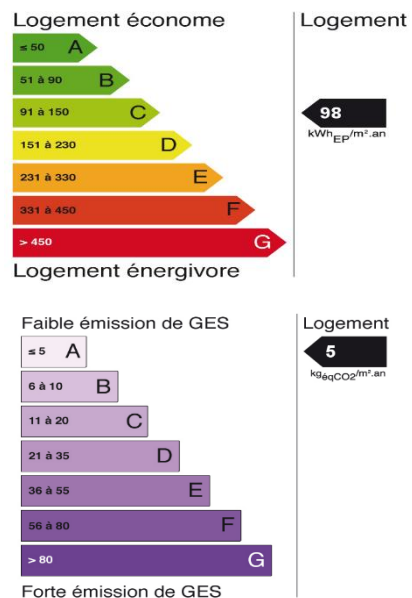 Logement économe
Logement
≤ 50 A
51 à 90 B
91 à 150 C
98
kWhEP/m².an
151 à 230 D
231 à 330 E
331 à 450 F
> 450 G
Logement énergivore
Faible émission de GES
Logement
≤ 5 A
5
kgéqCO2/m².an
6 à 10 B
11 à 20 C
21 à 35 D
36 à 55 E
56 à 80 F
> 80 G
Forte émission de GES